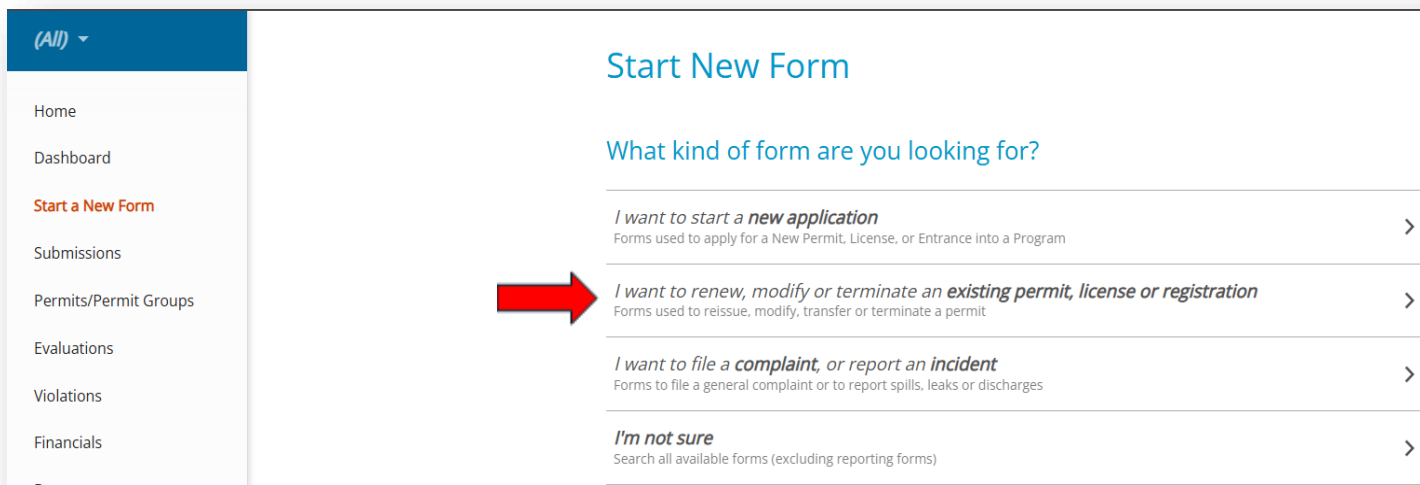 (All)
Home
Dashboard
Start a New Form
Submissions
Permits/Permit Groups
Evaluations
Violations
Financials
Start New Form
What kind of form are you looking for?
I want to start a new application
Forms used to apply for a New Permit, License, or Entrance into a Program
I want to renew, modify or terminate an existing permit, license or registration
Forms used to reissue, modify, transfer or terminate a permit
I want to file a complaint, or report an incident
Forms to file a general complaint or to report spills, leaks or discharges
I'm not sure
Search all available forms (excluding reporting forms)